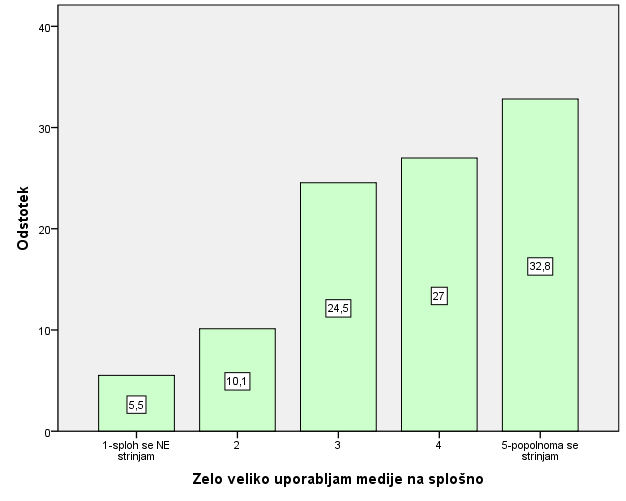 40
30
20
10
0
Odstotek
5,5
10,1
24,5
27
32,8
1-sploh se NE
strinjam
2
3
4
5-popolnoma se
strinjam
Zelo veliko uporabljam medije na splošno